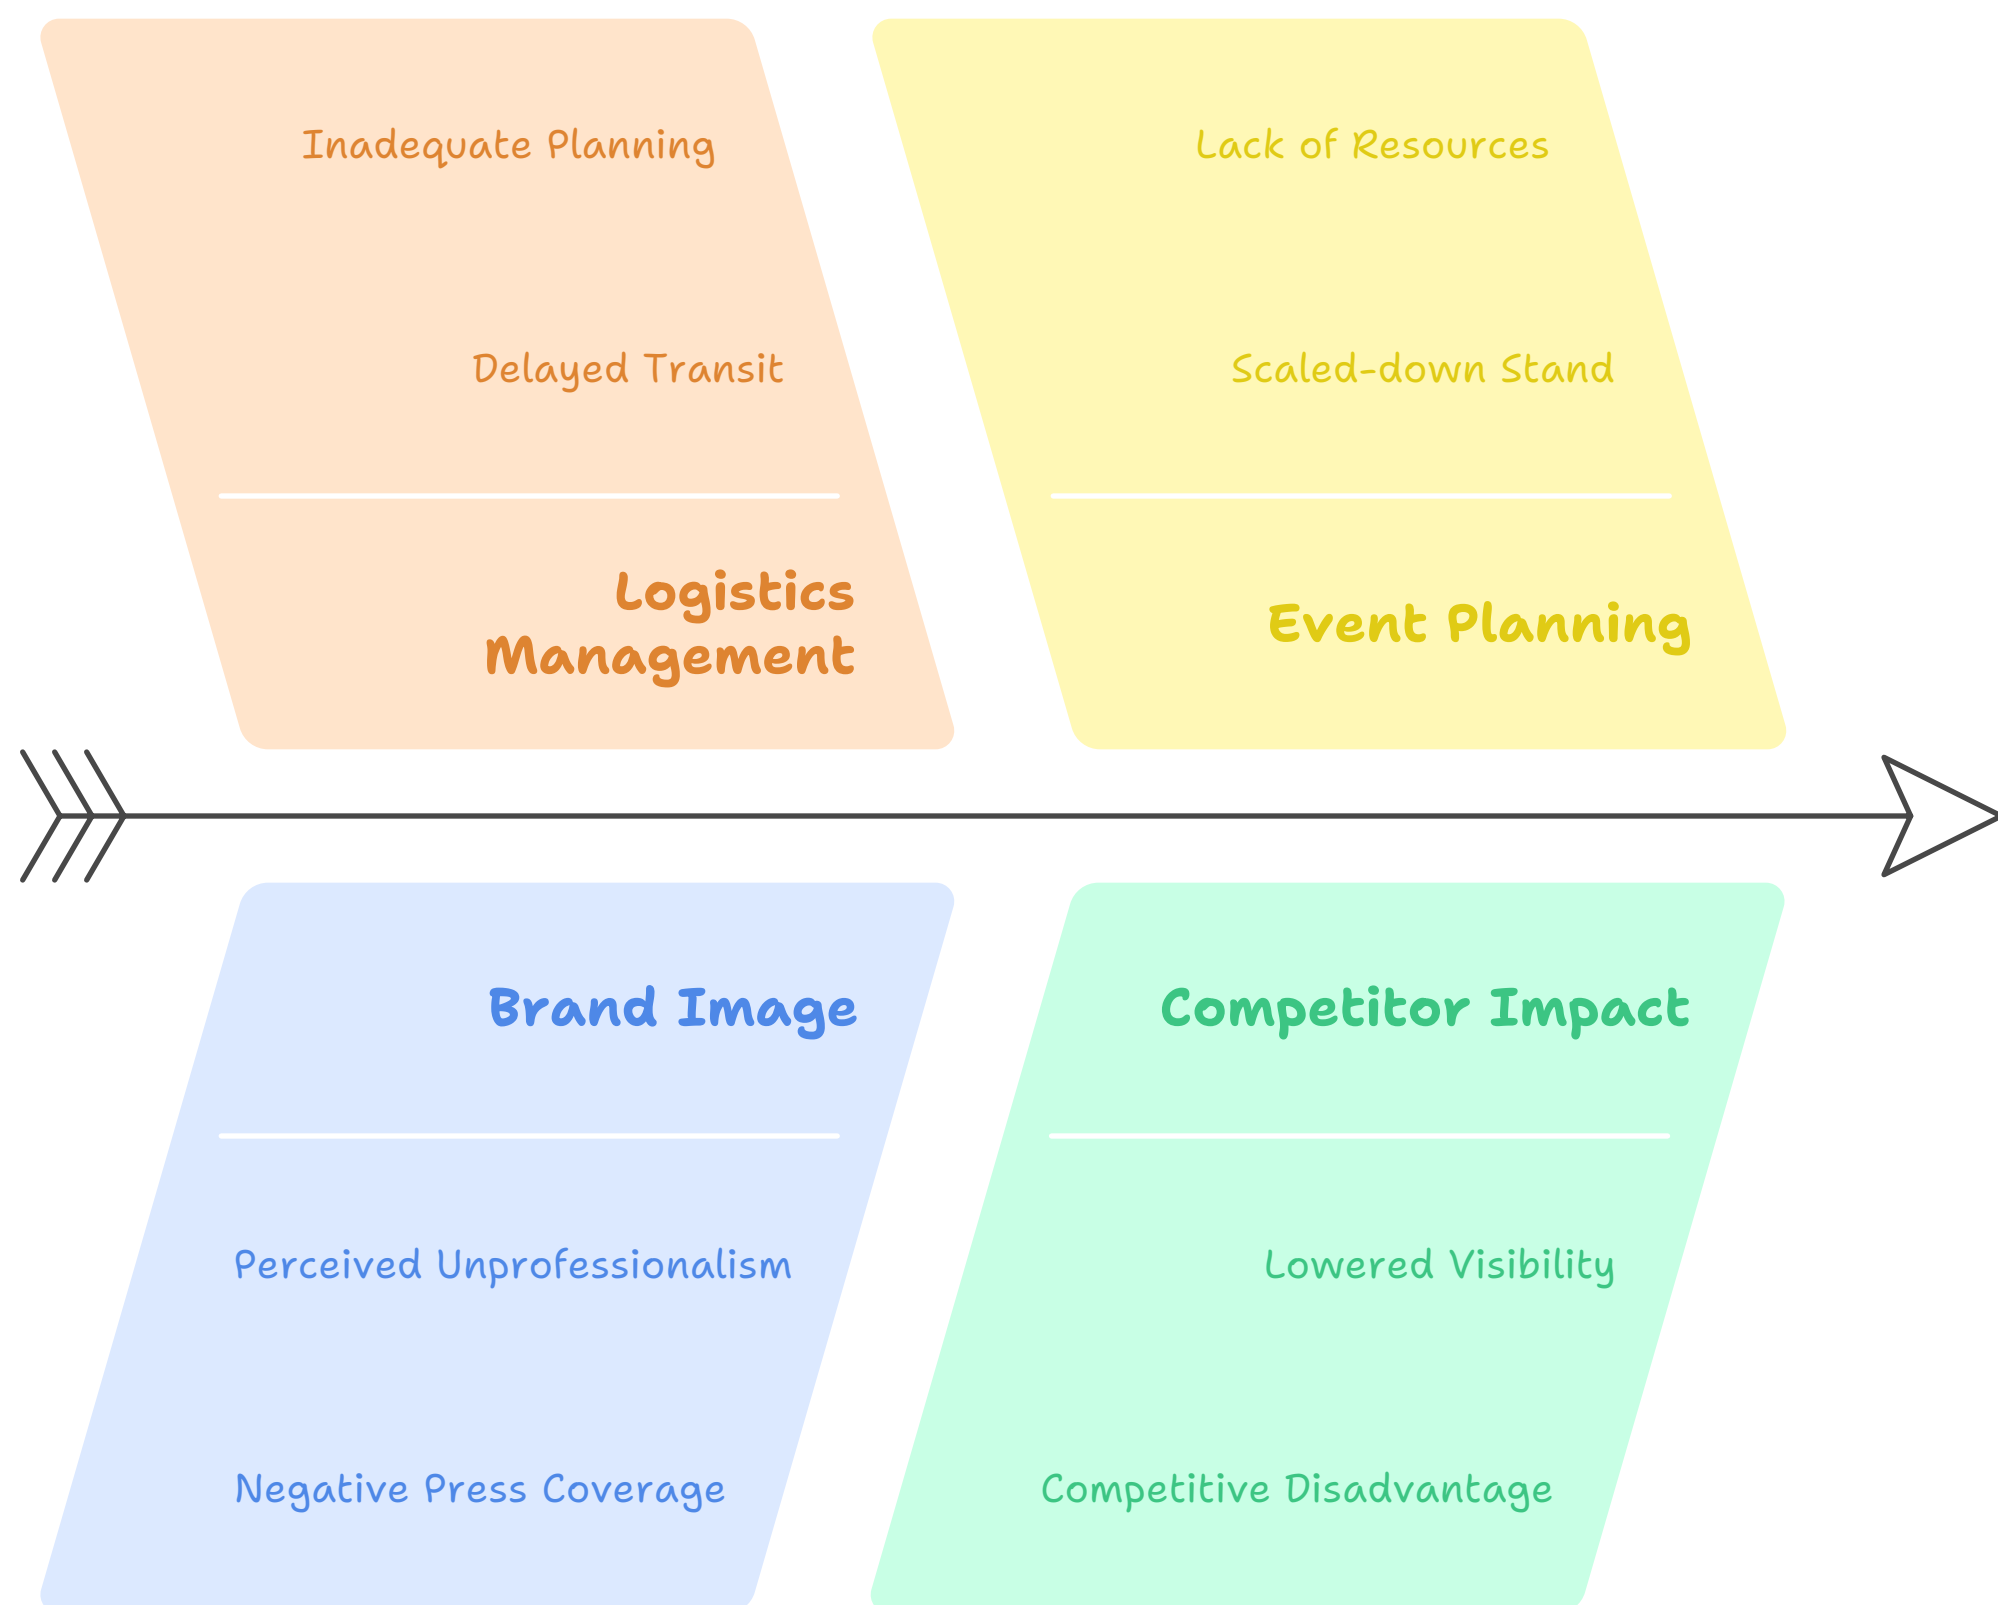 Inadequate Planning
Delayed Transit
Logistics
Management
Lack of Resources
Scaled-down Stand
Event Planning
Brand Image
Perceived Unprofessionalism
Negative Press Coverage
Competitor Impact
Lowered Visibility
Competitive Disadvantage